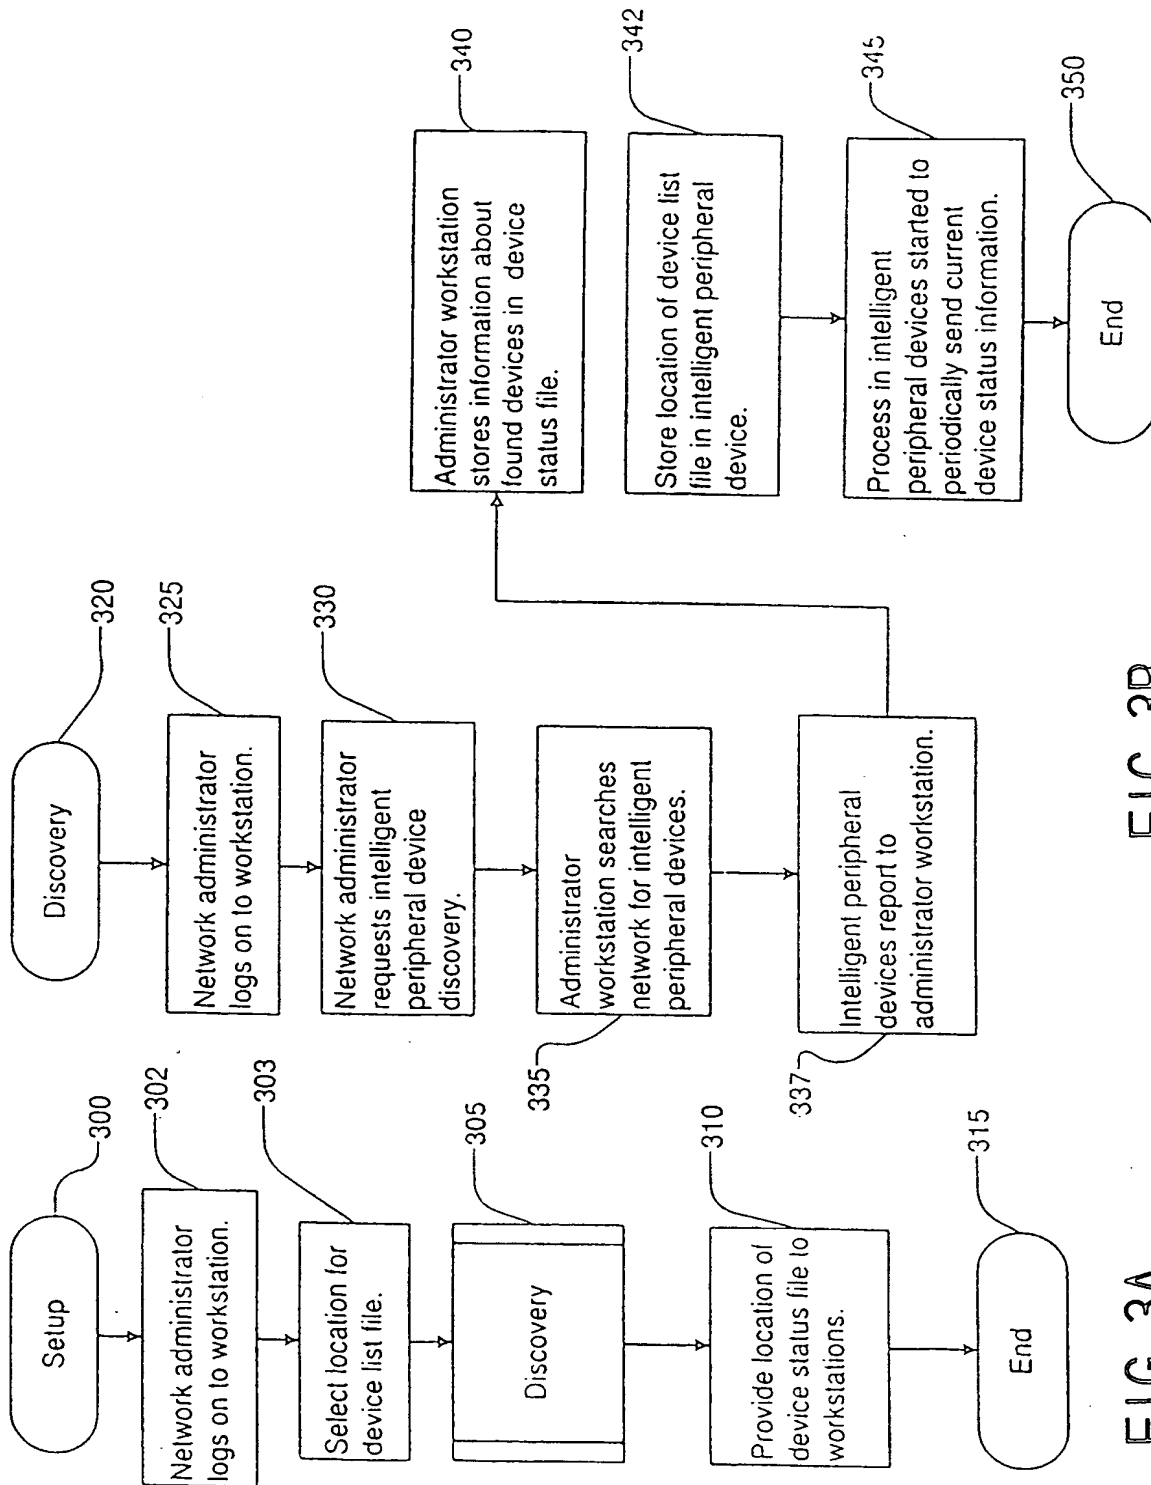 Setup
300
Network administrator
logs on to workstation.
302
Select location for
device list file.
303
Discovery
305
Provide location of
device status file to
workstations.
310
End
315
FIG. 3A
Discovery
320
Network administrator
logs on to workstation.
325
Network administrator
requests intelligent
peripheral device
discovery.
330
Administrator
workstation searches
network for intelligent
peripheral devices.
335
Intelligent peripheral
devices report to
administrator workstation.
337
Administrator workstation
stores information about
found devices in device
status file.
340
Store location of device list
file in intelligent peripheral
device.
342
Process in intelligent
peripheral devices started to
periodically send current
device status information.
345
End
350
FIG. 3B